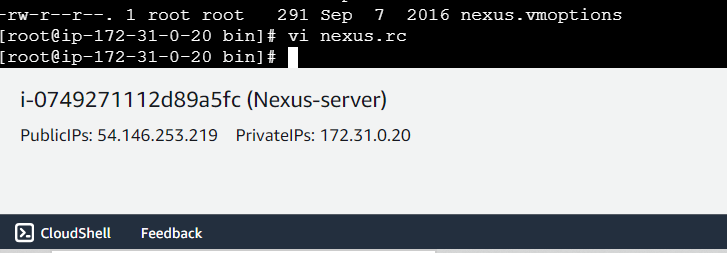 -rw-r--r--. 1 root root   291 Sep  7  2016 nexus.vmoptions
[root@ip-172-31-0-20 bin]# vi nexus.rc
[root@ip-172-31-0-20 bin]#
i-0749271112d89a5fc (Nexus-server)
PublicIPs: 54.146.253.219 PrivateIPs: 172.31.0.20
CloudShell Feedback